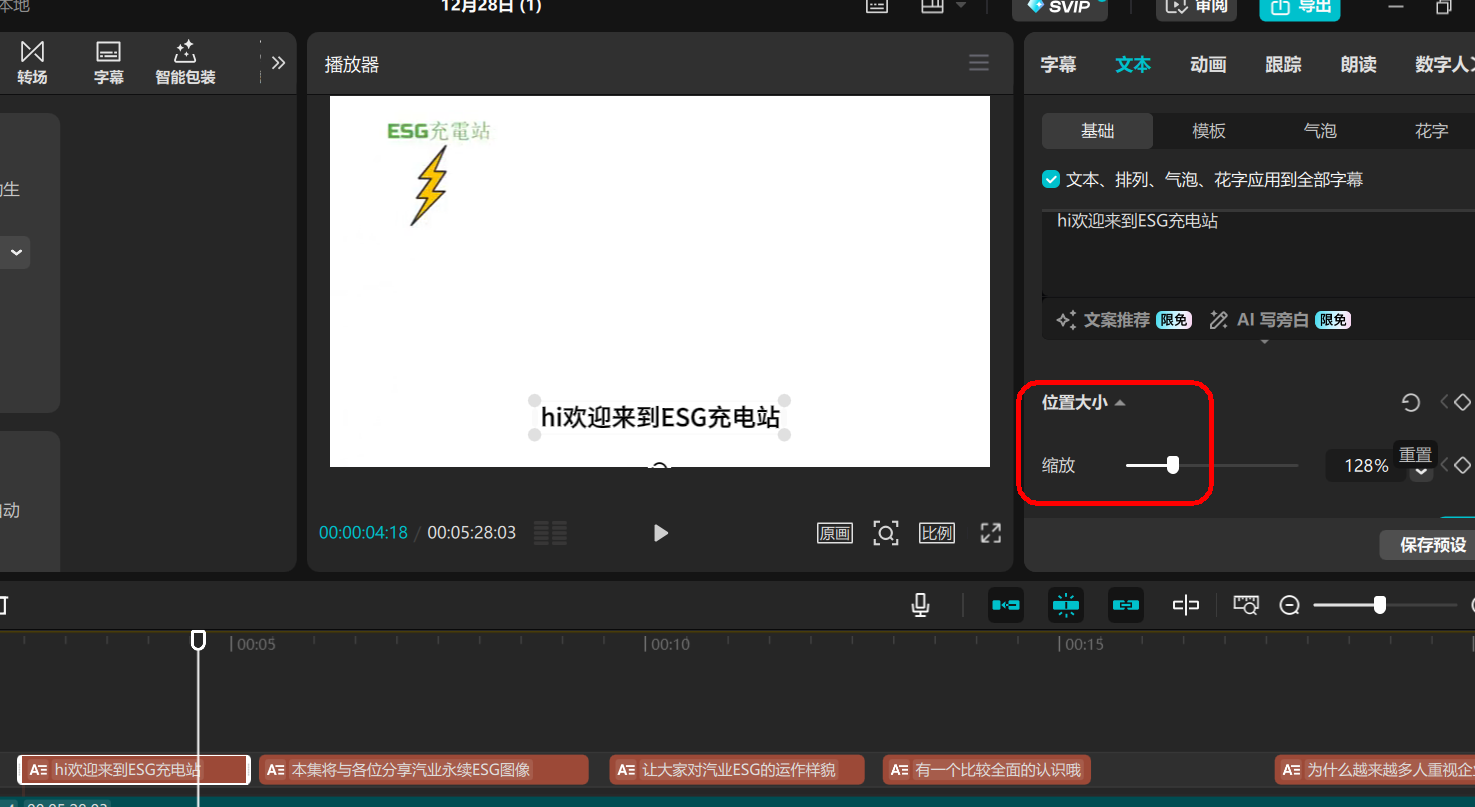 本地
12月28日 (1)
SVIP
审阅
导出
转场
字幕
智能包装
播放器
字幕
文本
动画
跟踪
朗读
数字人
基础
模板
气泡
花字
文本、排列、气泡、花字应用到全部字幕
hi欢迎来到ESG充电站
文案推荐 限免 AI 写旁白 限免
ESG充電站
hi欢迎来到ESG充电站
位置大小
缩放
128%
重置
保存预设
00:00:04:18 / 00:05:28:03
原画
比例
00:05
00:10
00:15
hi欢迎来到ESG充电站
本集将与各位分享汽业永续ESG图像
让大家对汽业ESG的运作样貌
有一个比较全面的认识哦
为什么越来越多人重视企